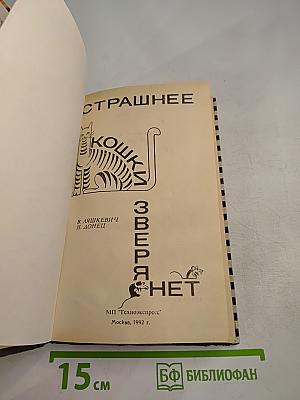 СТРАШНЕЕ
КОШКИ
В. ЛЯШКЕВИЧ
И. ДОНЕЦ
ЗВЕРЯ
НЕТ
МП "Техноэкспресс"
Москва, 1992 г.
15 см
БФ БИБЛИОФАН